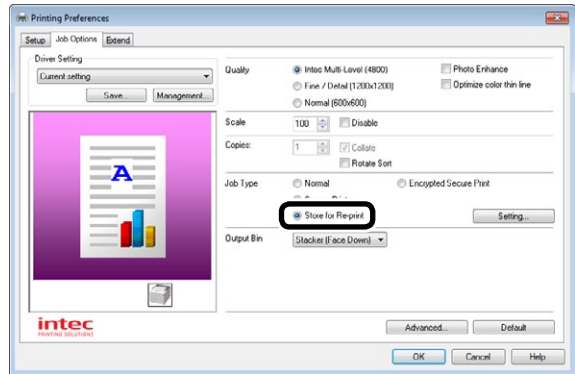 Printing Preferences
Setup Job Options Extend
Driver Setting
Current setting
Save... Management...
A
intec
PRINTING SOLUTIONS
Quality Intec Multi-Level (4800) Photo Enhance
Fine / Detail (1200x1200) Optimize color thin line
Normal (600x600)
Scale 100 Disable
Copies: 1 Collate
Rotate Sort
Job Type Normal Encrypted Secure Print
Store for Re-print Setting...
Output Bin Stacker (Face Down)
Advanced... Default
OK Cancel Help